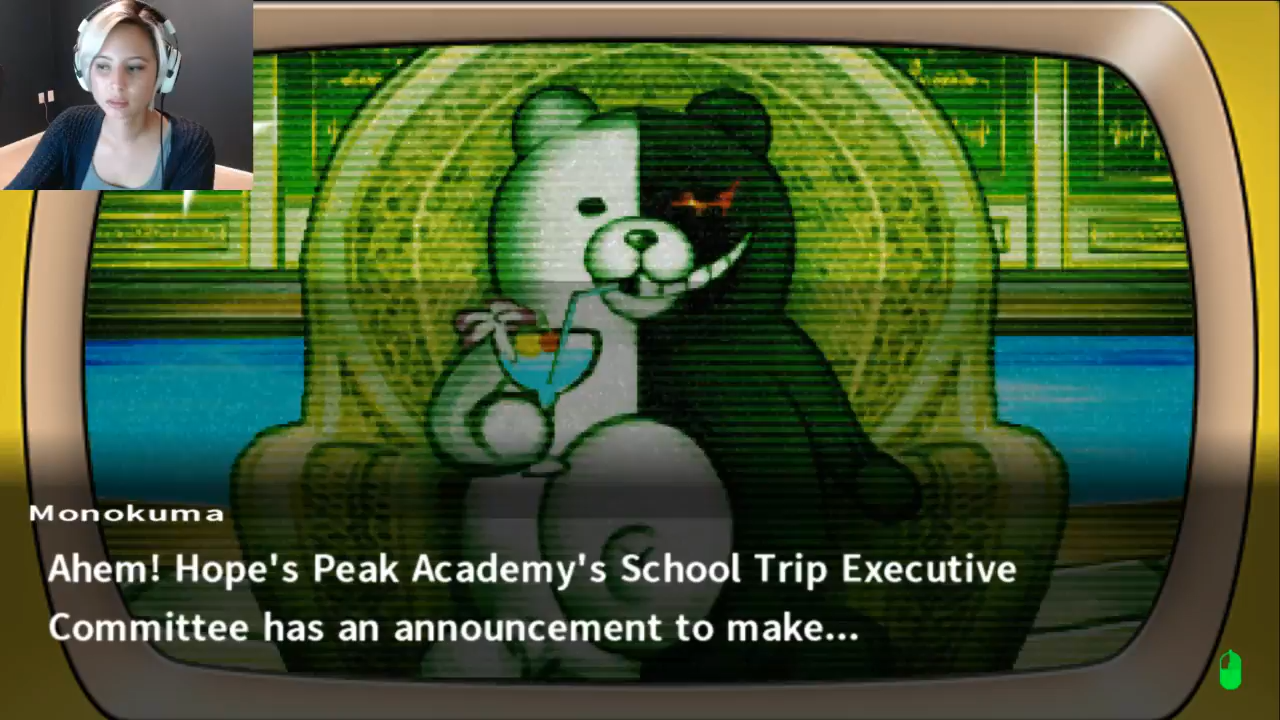 Monokuma
Ahem! Hope's Peak Academy's School Trip Executive
Committee has an announcement to make...